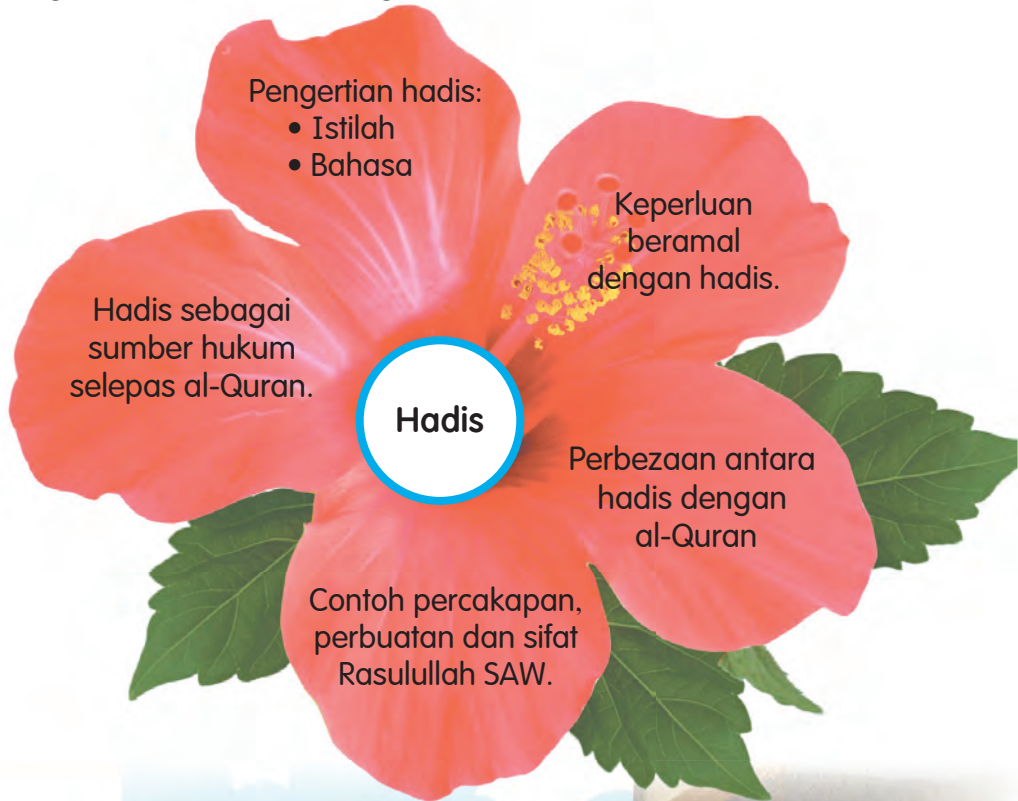 Pengertian hadis:
• Istilah
• Bahasa
Keperluan
beramal
dengan hadis.
Hadis sebagai
sumber hukum
selepas al-Quran.
Hadis
Perbezaan antara
hadis dengan
al-Quran
Contoh percakapan,
perbuatan dan sifat
Rasulullah SAW.